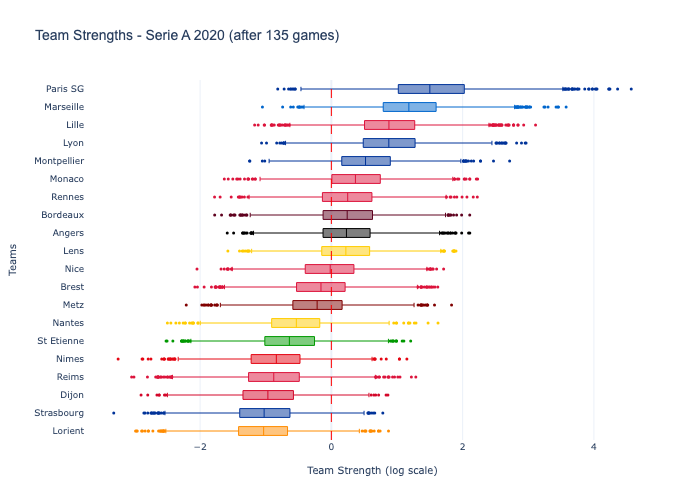 Team Strengths - Serie A 2020 (after 135 games)
Paris SG
Marseille
Lille
Lyon
Montpellier
Monaco
Rennes
Bordeaux
Angers
Lens
Nice
Brest
Metz
Nantes
St Etienne
Nimes
Reims
Dijon
Strasbourg
Lorient
Teams
−2 0 2 4
Team Strength (log scale)